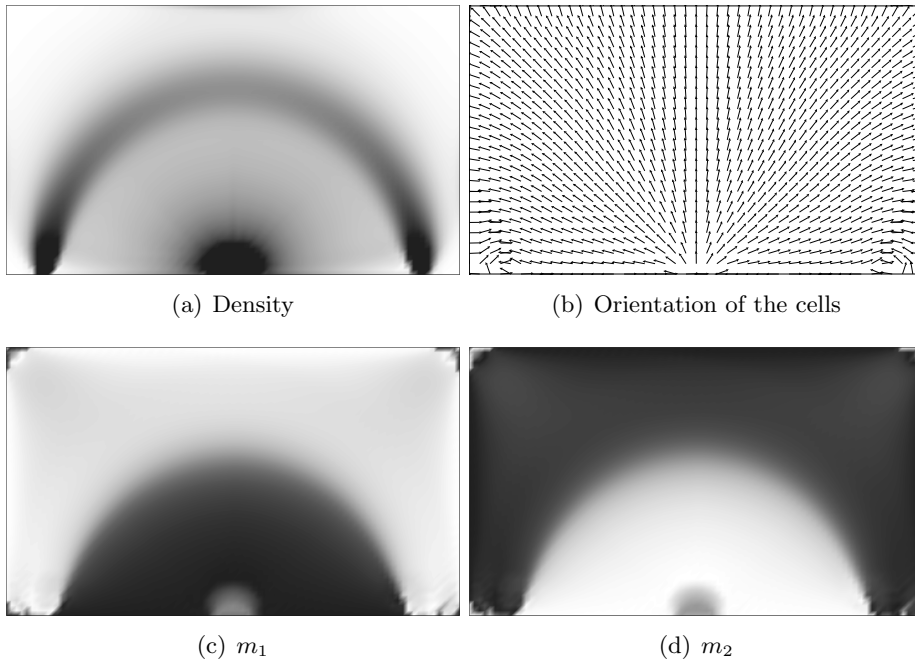 (a) Density
(b) Orientation of the cells
(c) m₁
(d) m₂